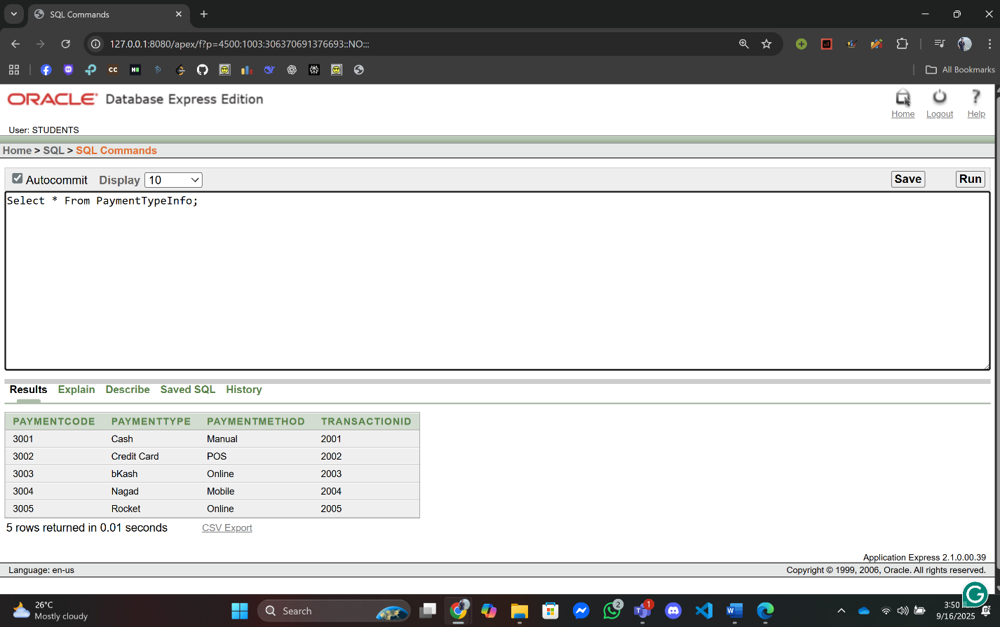 SQL Commands
127.0.0.1:8080/apex/f?p=4500:1003:306370691376693::NO:::
CC
All Bookmarks
ORACLE Database Express Edition
Home Logout Help
User: STUDENTS
Home > SQL > SQL Commands
Autocommit Display 10 Save Run
Select * From PaymentTypeInfo;
Results Explain Describe Saved SQL History
PAYMENTCODE PAYMENTTYPE PAYMENTMETHOD TRANSACTIONID
3001 Cash Manual 2001
3002 Credit Card POS 2002
3003 bKash Online 2003
3004 Nagad Mobile 2004
3005 Rocket Online 2005
5 rows returned in 0.01 seconds CSV Export
Application Express 2.1.0.00.39
Language: en-us Copyright © 1999, 2006, Oracle. All rights reserved.
26°C
Mostly cloudy
Search
2
1
3:50
9/16/2025